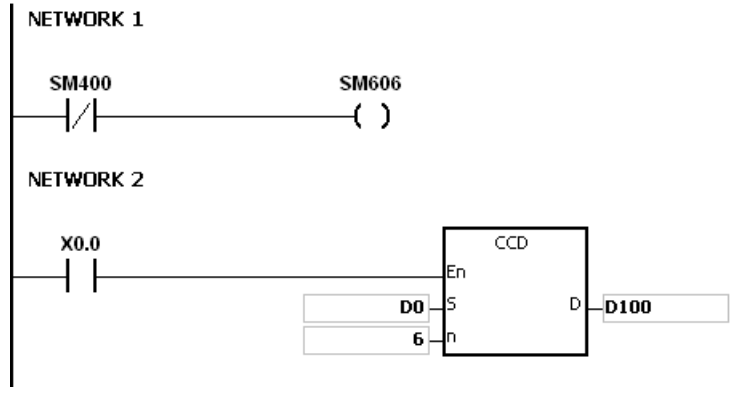 NETWORK 1
SM400 SM606
NETWORK 2
X0.0
CCD
En
D0 S D D100
6 n